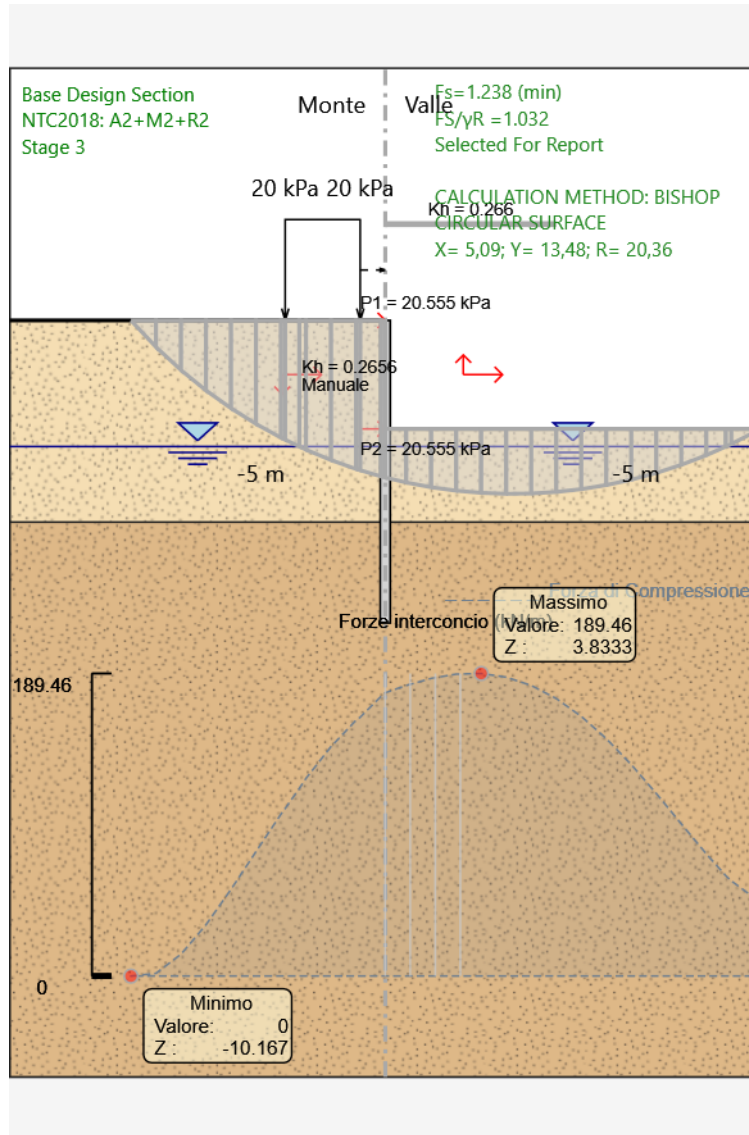 Base Design Section
NTC2018: A2+M2+R2
Stage 3
Monte
Valle
Fs=1.238 (min)
FS/γR =1.032
Selected For Report
CALCULATION METHOD: BISHOP
CIRCULAR SURFACE
X= 5,09; Y= 13,48; R= 20,36
20 kPa 20 kPa
Kh = 0.266
P1 = 20.555 kPa
Kh = 0.2656
Manuale
P2 = 20.555 kPa
-5 m
-5 m
Forza di Compressione
Forze interconcio (kN/m)
Massimo
Valore: 189.46
Z : 3.8333
189.46
0
Minimo
Valore: 0
Z : -10.167